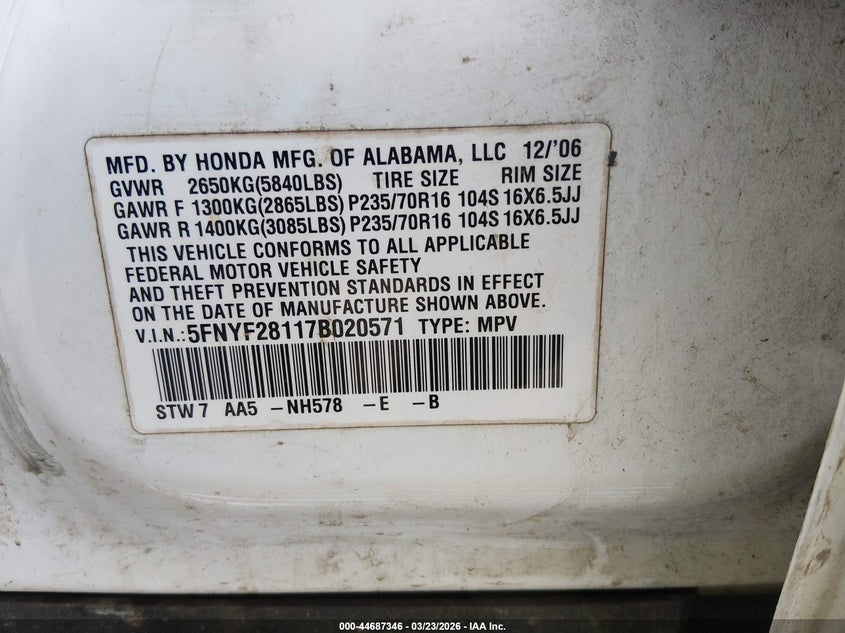 MFD. BY HONDA MFG. OF ALABAMA, LLC 12/'06
GVWR 2650KG(5840LBS) TIRE SIZE RIM SIZE
GAWR F 1300KG(2865LBS) P235/70R16 104S 16X6.5JJ
GAWR R 1400KG(3085LBS) P235/70R16 104S 16X6.5JJ
THIS VEHICLE CONFORMS TO ALL APPLICABLE
FEDERAL MOTOR VEHICLE SAFETY
AND THEFT PREVENTION STANDARDS IN EFFECT
ON THE DATE OF MANUFACTURE SHOWN ABOVE.
V.I.N.: 5FNYF28117B020571 TYPE: MPV
STW7 AA5 -NH578 -E -B
000-44687346 | 03/23/2026 | IAA Inc.